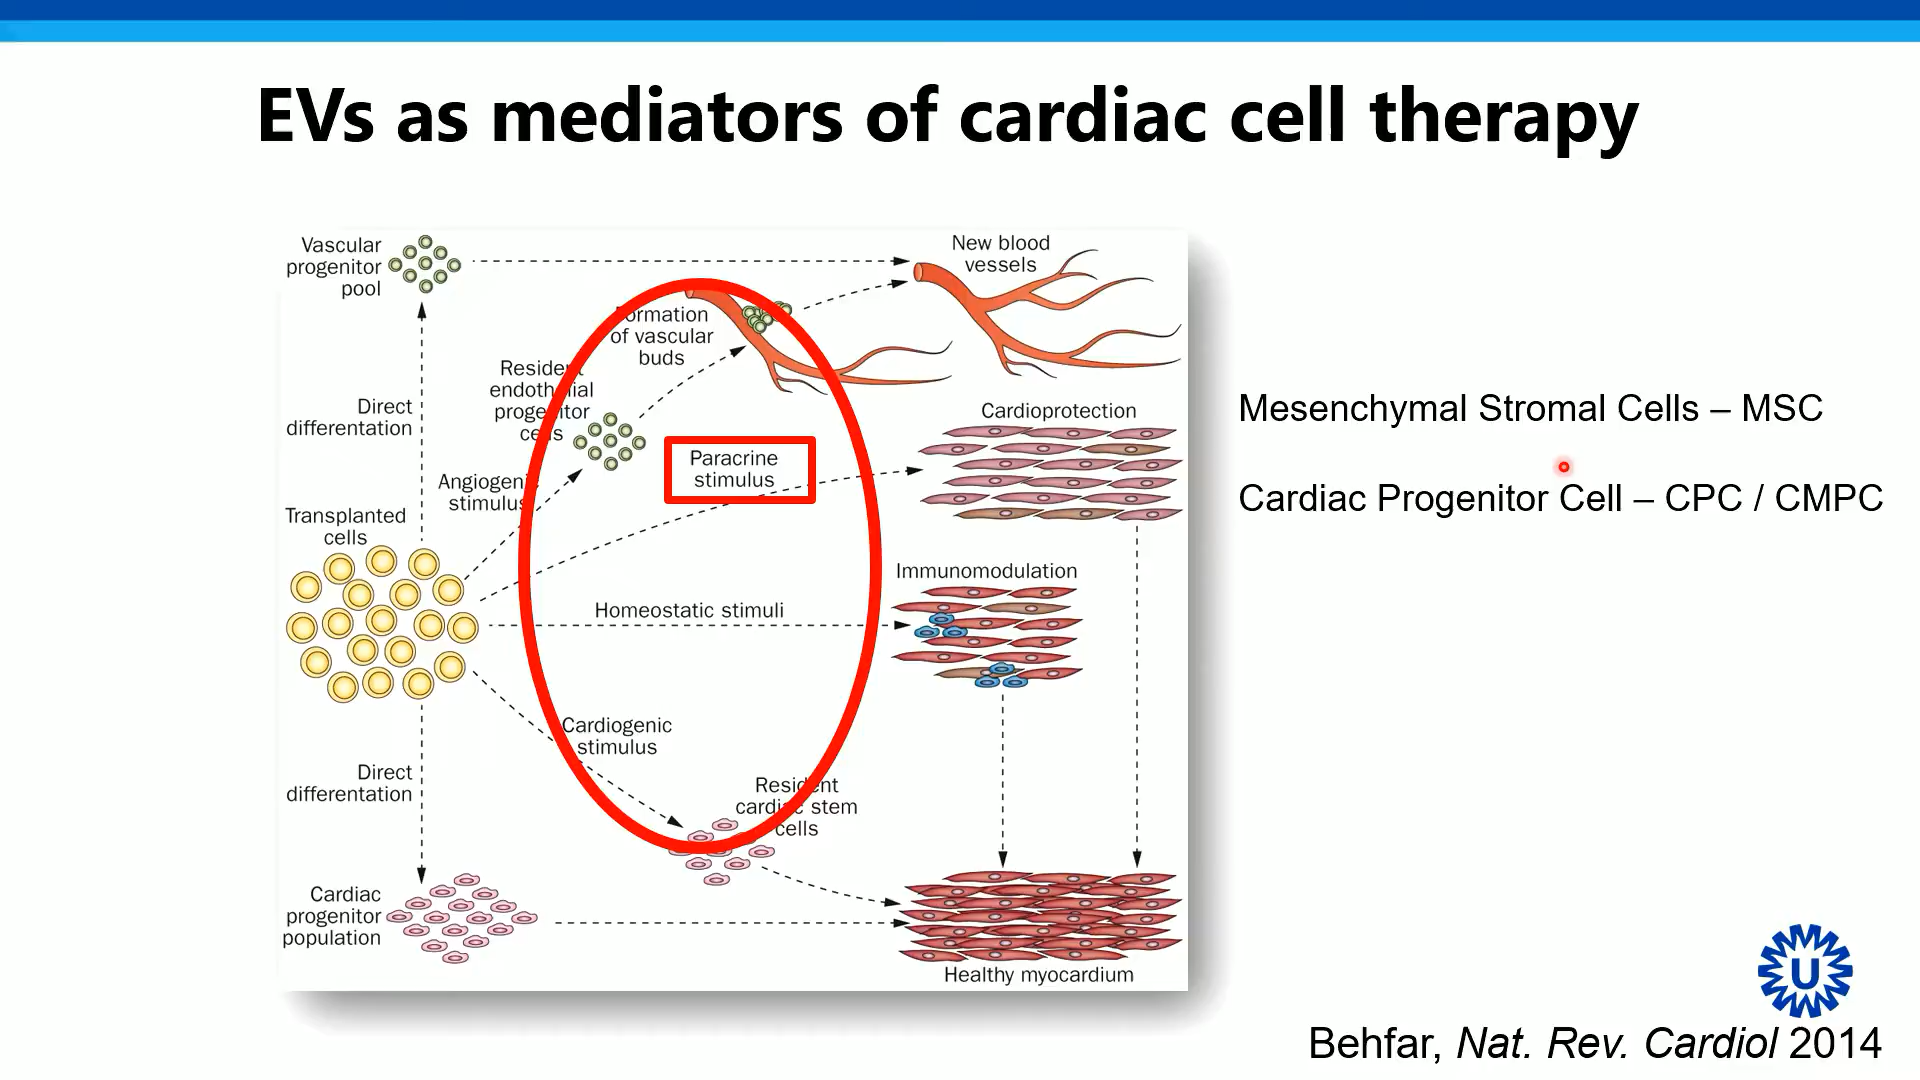 EVs as mediators of cardiac cell therapy
Vascular
progenitor
pool
New blood
vessels
Formation
of vascular
buds
Resident
endothelial
progenitor
cells
Direct
differentation
Cardioprotection
Paracrine
stimulus
Angiogenic
stimulus
Transplanted
cells
Immunomodulation
Homeostatic stimuli
Cardiogenic
stimulus
Direct
differentation
Resident
cardiac stem
cells
Cardiac
progenitor
population
Healthy myocardium
Mesenchymal Stromal Cells – MSC
Cardiac Progenitor Cell – CPC / CMPC
U
Behfar, Nat. Rev. Cardiol 2014